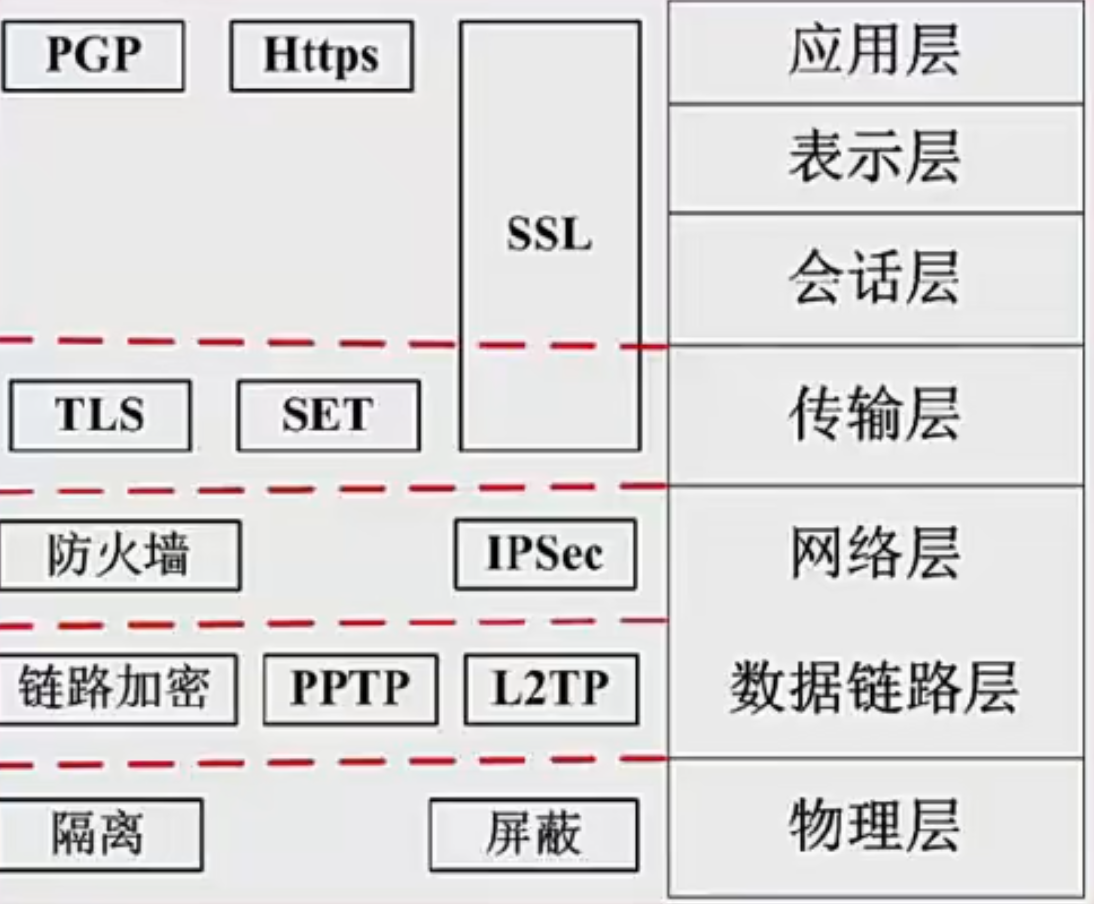 PGP Https 应用层
表示层
SSL
会话层
TLS SET 传输层
防火墙 IPSec 网络层
链路加密 PPTP L2TP 数据链路层
隔离 屏蔽 物理层